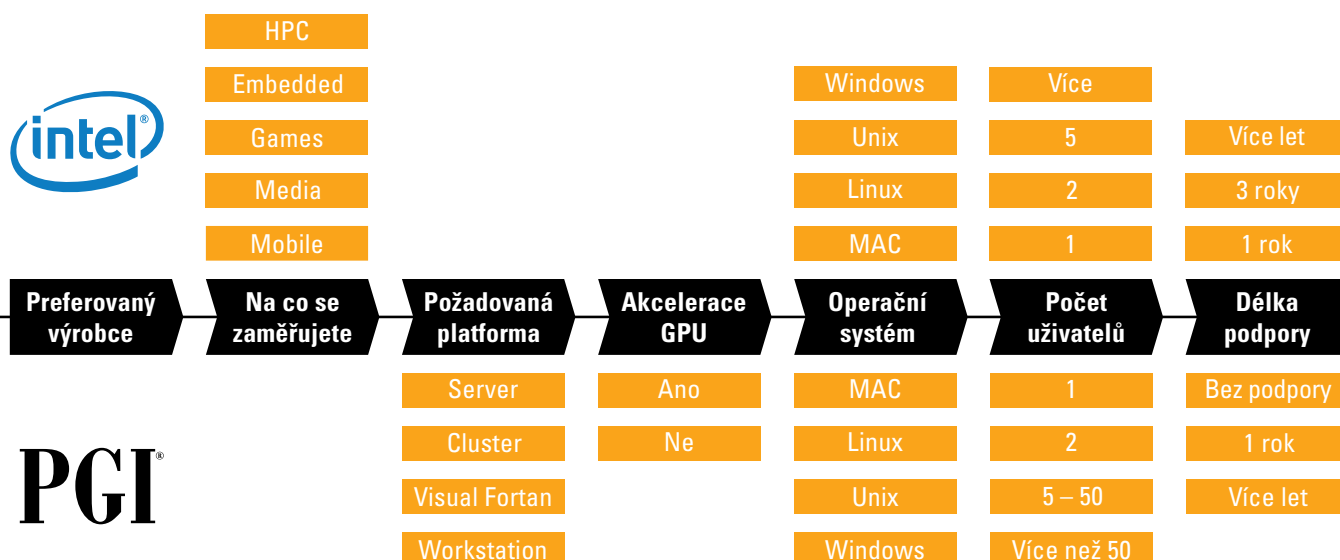 HPC
Embedded
Windows
Více
intel®
Games
Unix
5
Více let
Media
Linux
2
3 roky
Mobile
MAC
1
1 rok
Preferovaný
výrobce
Na co se
zaměřujete
Požadovaná
platforma
Akcelerace
GPU
Operační
systém
Počet
uživatelů
Délka
podpory
Server
Ano
MAC
1
Bez podpory
Cluster
Ne
Linux
2
1 rok
PGI®
Visual Fortan
Unix
5 – 50
Více let
Workstation
Windows
Více než 50